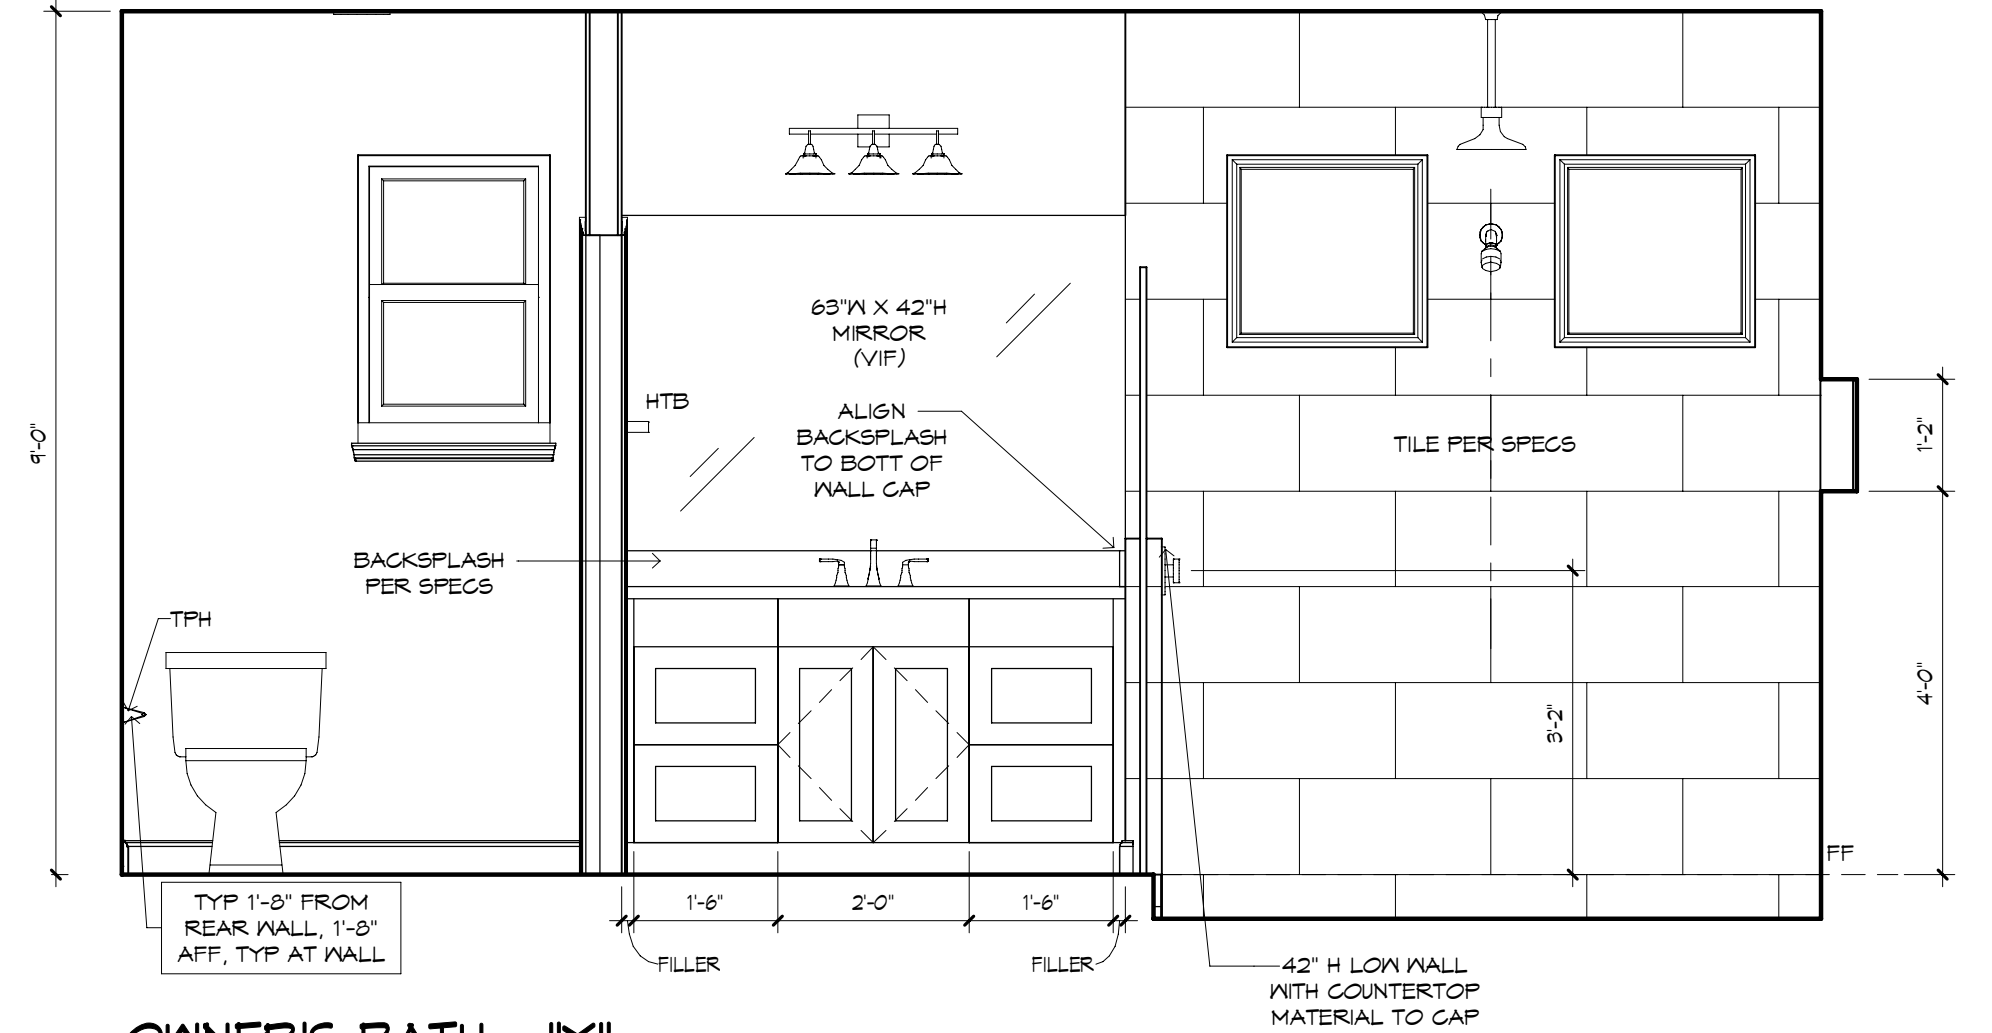 63"W X 42"H
MIRROR
(VIF)
HTB
ALIGN
BACKSPLASH
TO BOTT OF
WALL CAP
9'-0"
TILE PER SPECS
1'-2"
BACKSPLASH
PER SPECS
TPH
4'-0"
3'-2"
FF
TYP 1'-8" FROM
REAR WALL, 1'-8"
AFF, TYP AT WALL
1'-6"
2'-0"
1'-6"
FILLER
FILLER
42" H LOW WALL
WITH COUNTERTOP
MATERIAL TO CAP
OWNER'S BATH - "X"